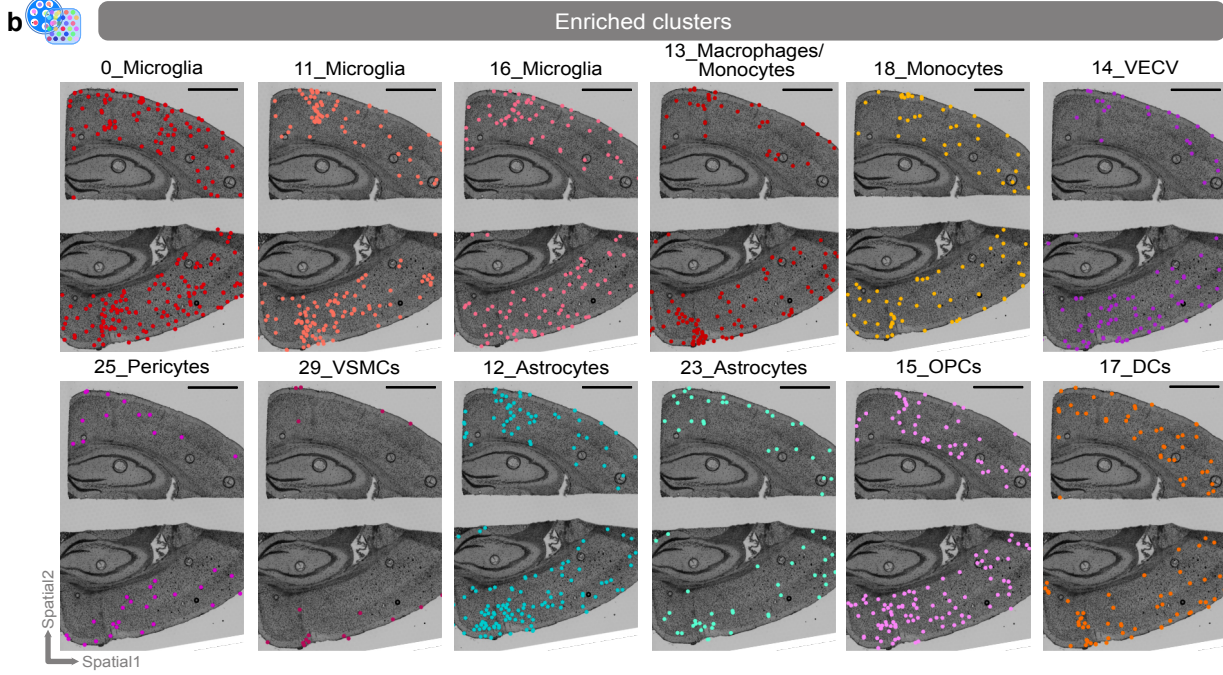 b
Enriched clusters
0_Microglia
11_Microglia
16_Microglia
13_Macrophages/
Monocytes
18_Monocytes
14_VECV
25_Pericytes
29_VSMCs
12_Astrocytes
23_Astrocytes
15_OPCs
17_DCs
Spatial2
Spatial1